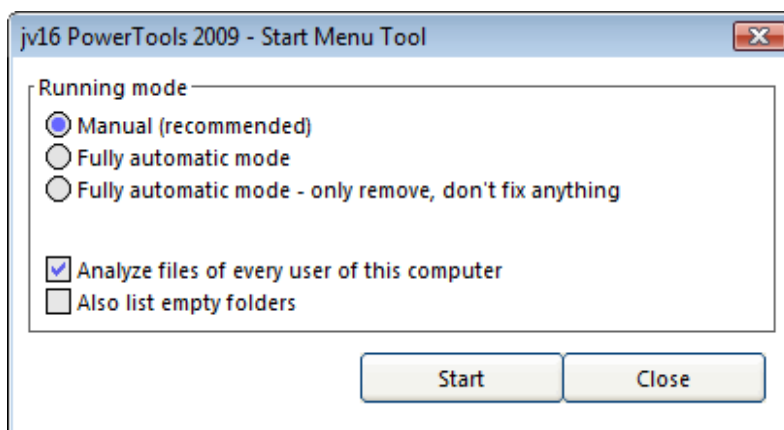 jv16 PowerTools 2009 - Start Menu Tool
Running mode
Manual (recommended)
Fully automatic mode
Fully automatic mode - only remove, don't fix anything
Analyze files of every user of this computer
Also list empty folders
Start Close